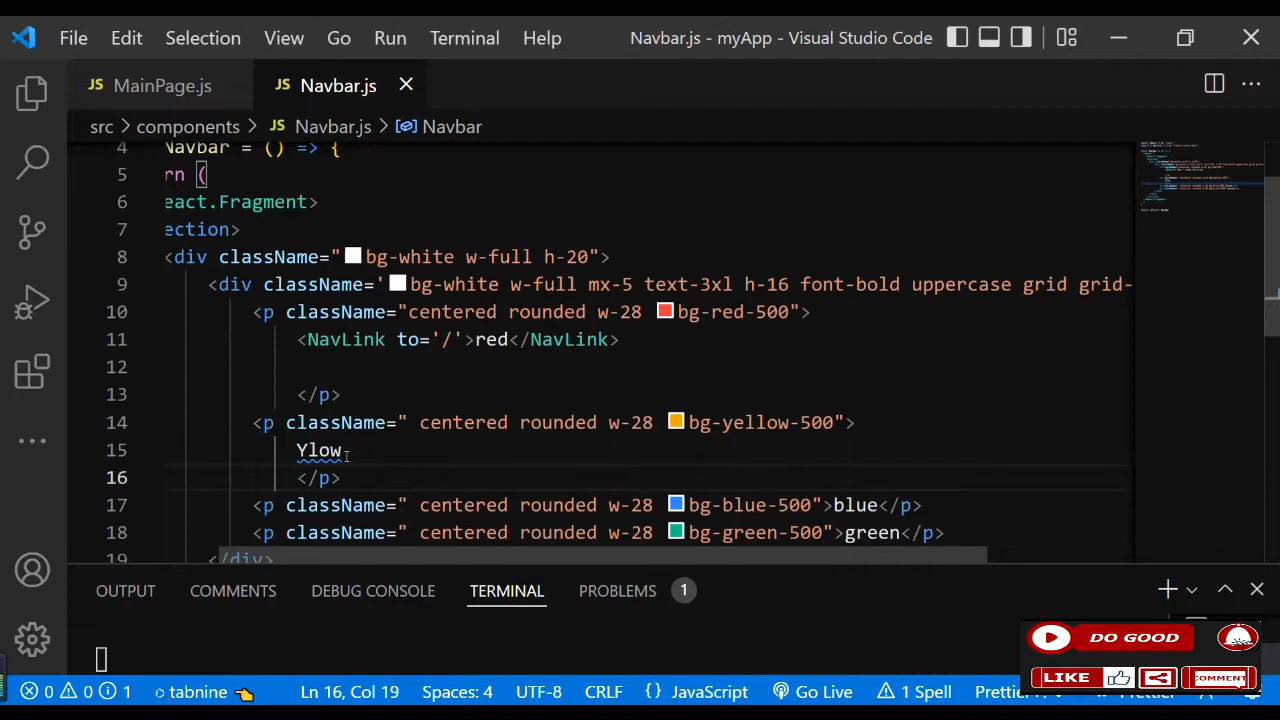 File Edit Selection View Go Run Terminal Help Navbar.js - myApp - Visual Studio Code
JS MainPage.js JS Navbar.js
src > components > JS Navbar.js > Navbar
4 Navbar = () => {
5 rn (
6 eact.Fragment>
7 ection>
8 <div className="bg-white w-full h-20">
9 <div className='bg-white w-full mx-5 text-3xl h-16 font-bold uppercase grid grid-
10 <p className="centered rounded w-28 bg-red-500">
11 <NavLink to='/'>red</NavLink>
12
13 </p>
14 <p className=" centered rounded w-28 bg-yellow-500">
15 Ylow
16 </p>
17 <p className=" centered rounded w-28 bg-blue-500">blue</p>
18 <p className=" centered rounded w-28 bg-green-500">green</p>
19 </div>
OUTPUT COMMENTS DEBUG CONSOLE TERMINAL PROBLEMS 1
DO GOOD
LIKE COMMENT
0 0 1 tabnine Ln 16, Col 19 Spaces: 4 UTF-8 CRLF {} JavaScript Go Live 1 Spell Prettier